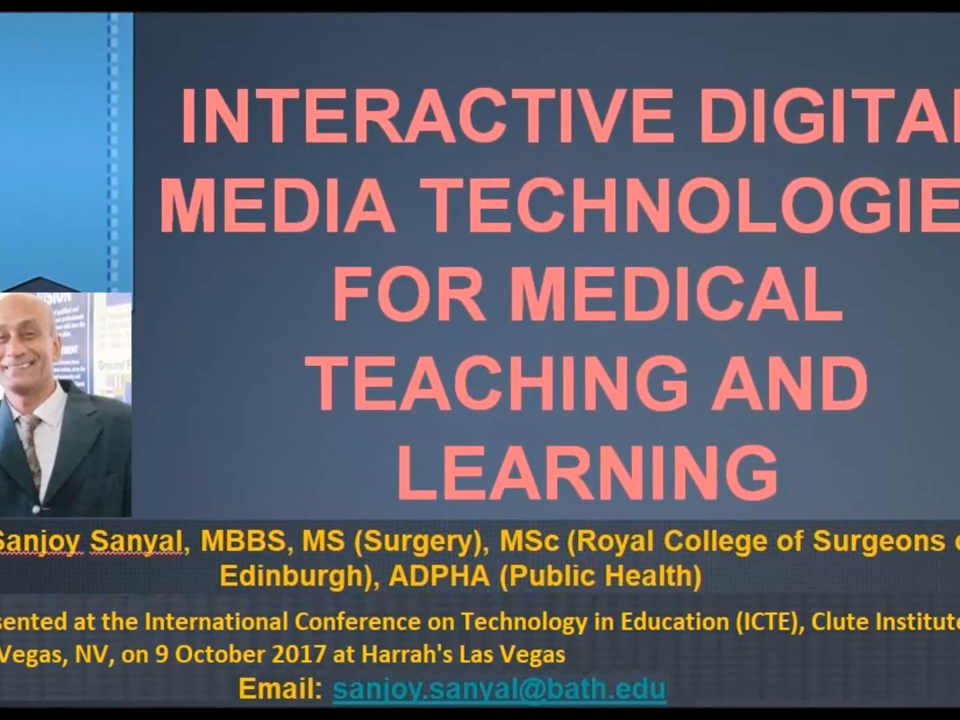 INTERACTIVE DIGITAL
MEDIA TECHNOLOGIE
FOR MEDICAL
TEACHING AND
LEARNING
Sanjoy Sanyal, MBBS, MS (Surgery), MSc (Royal College of Surgeons
Edinburgh), ADPHA (Public Health)
sented at the International Conference on Technology in Education (ICTE), Clute Institute
Vegas, NV, on 9 October 2017 at Harrah's Las Vegas
Email: sanjoy.sanyal@bath.edu